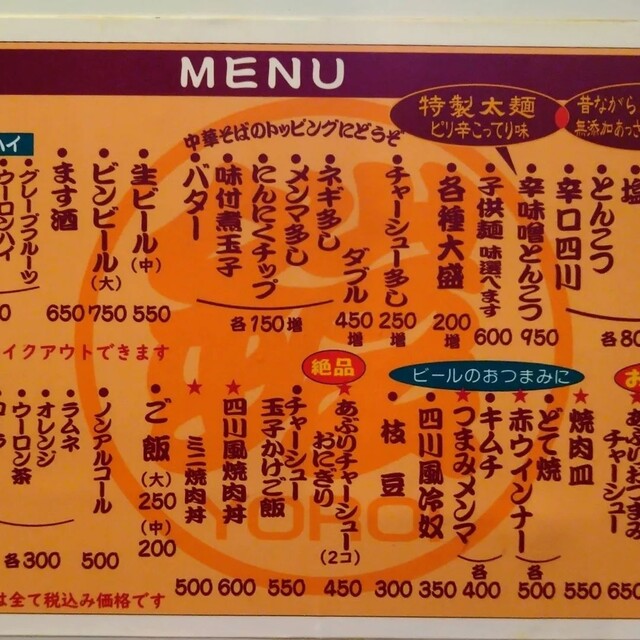 MENU
特製太麺
ピリ辛こってり味
昔ながら
無添加あっさ
中華そばのトッピングにどうぞ
とんこつ
辛口四川
各80
辛味噌とんこつ
950
子供麺 味選べます
600
各種大盛
200増
チャーシュー多し
250増
ダブル
450増
ネギ多し
メンマ多し
にんにくチップ
味付煮玉子
バター
各150増
生ビール(中)
550
ビンビール(大)
750
ます酒
650
ハイ
グレープフルーツ
ウーロンハイ
0
イクアウトできます
絶品
ビールのおつまみに
お
あぶりおつまみ
チャーシュー
650
★焼肉皿
550
どて焼
★赤ウインナー
各500
キムチ
★つまみメンマ
各400
四川風冷奴
350
枝豆
300
★あぶりチャーシュー
おにぎり(2コ)
450
チャーシュー
玉子かけご飯
550
★四川風焼肉丼
600
★ミニ焼肉丼
500
ご飯
(大)
250
(中)
200
ノンアルコール
500
ラムネ
オレンジ
ウーロン茶
コーラ
各300
YOHO
は全て税込み価格です